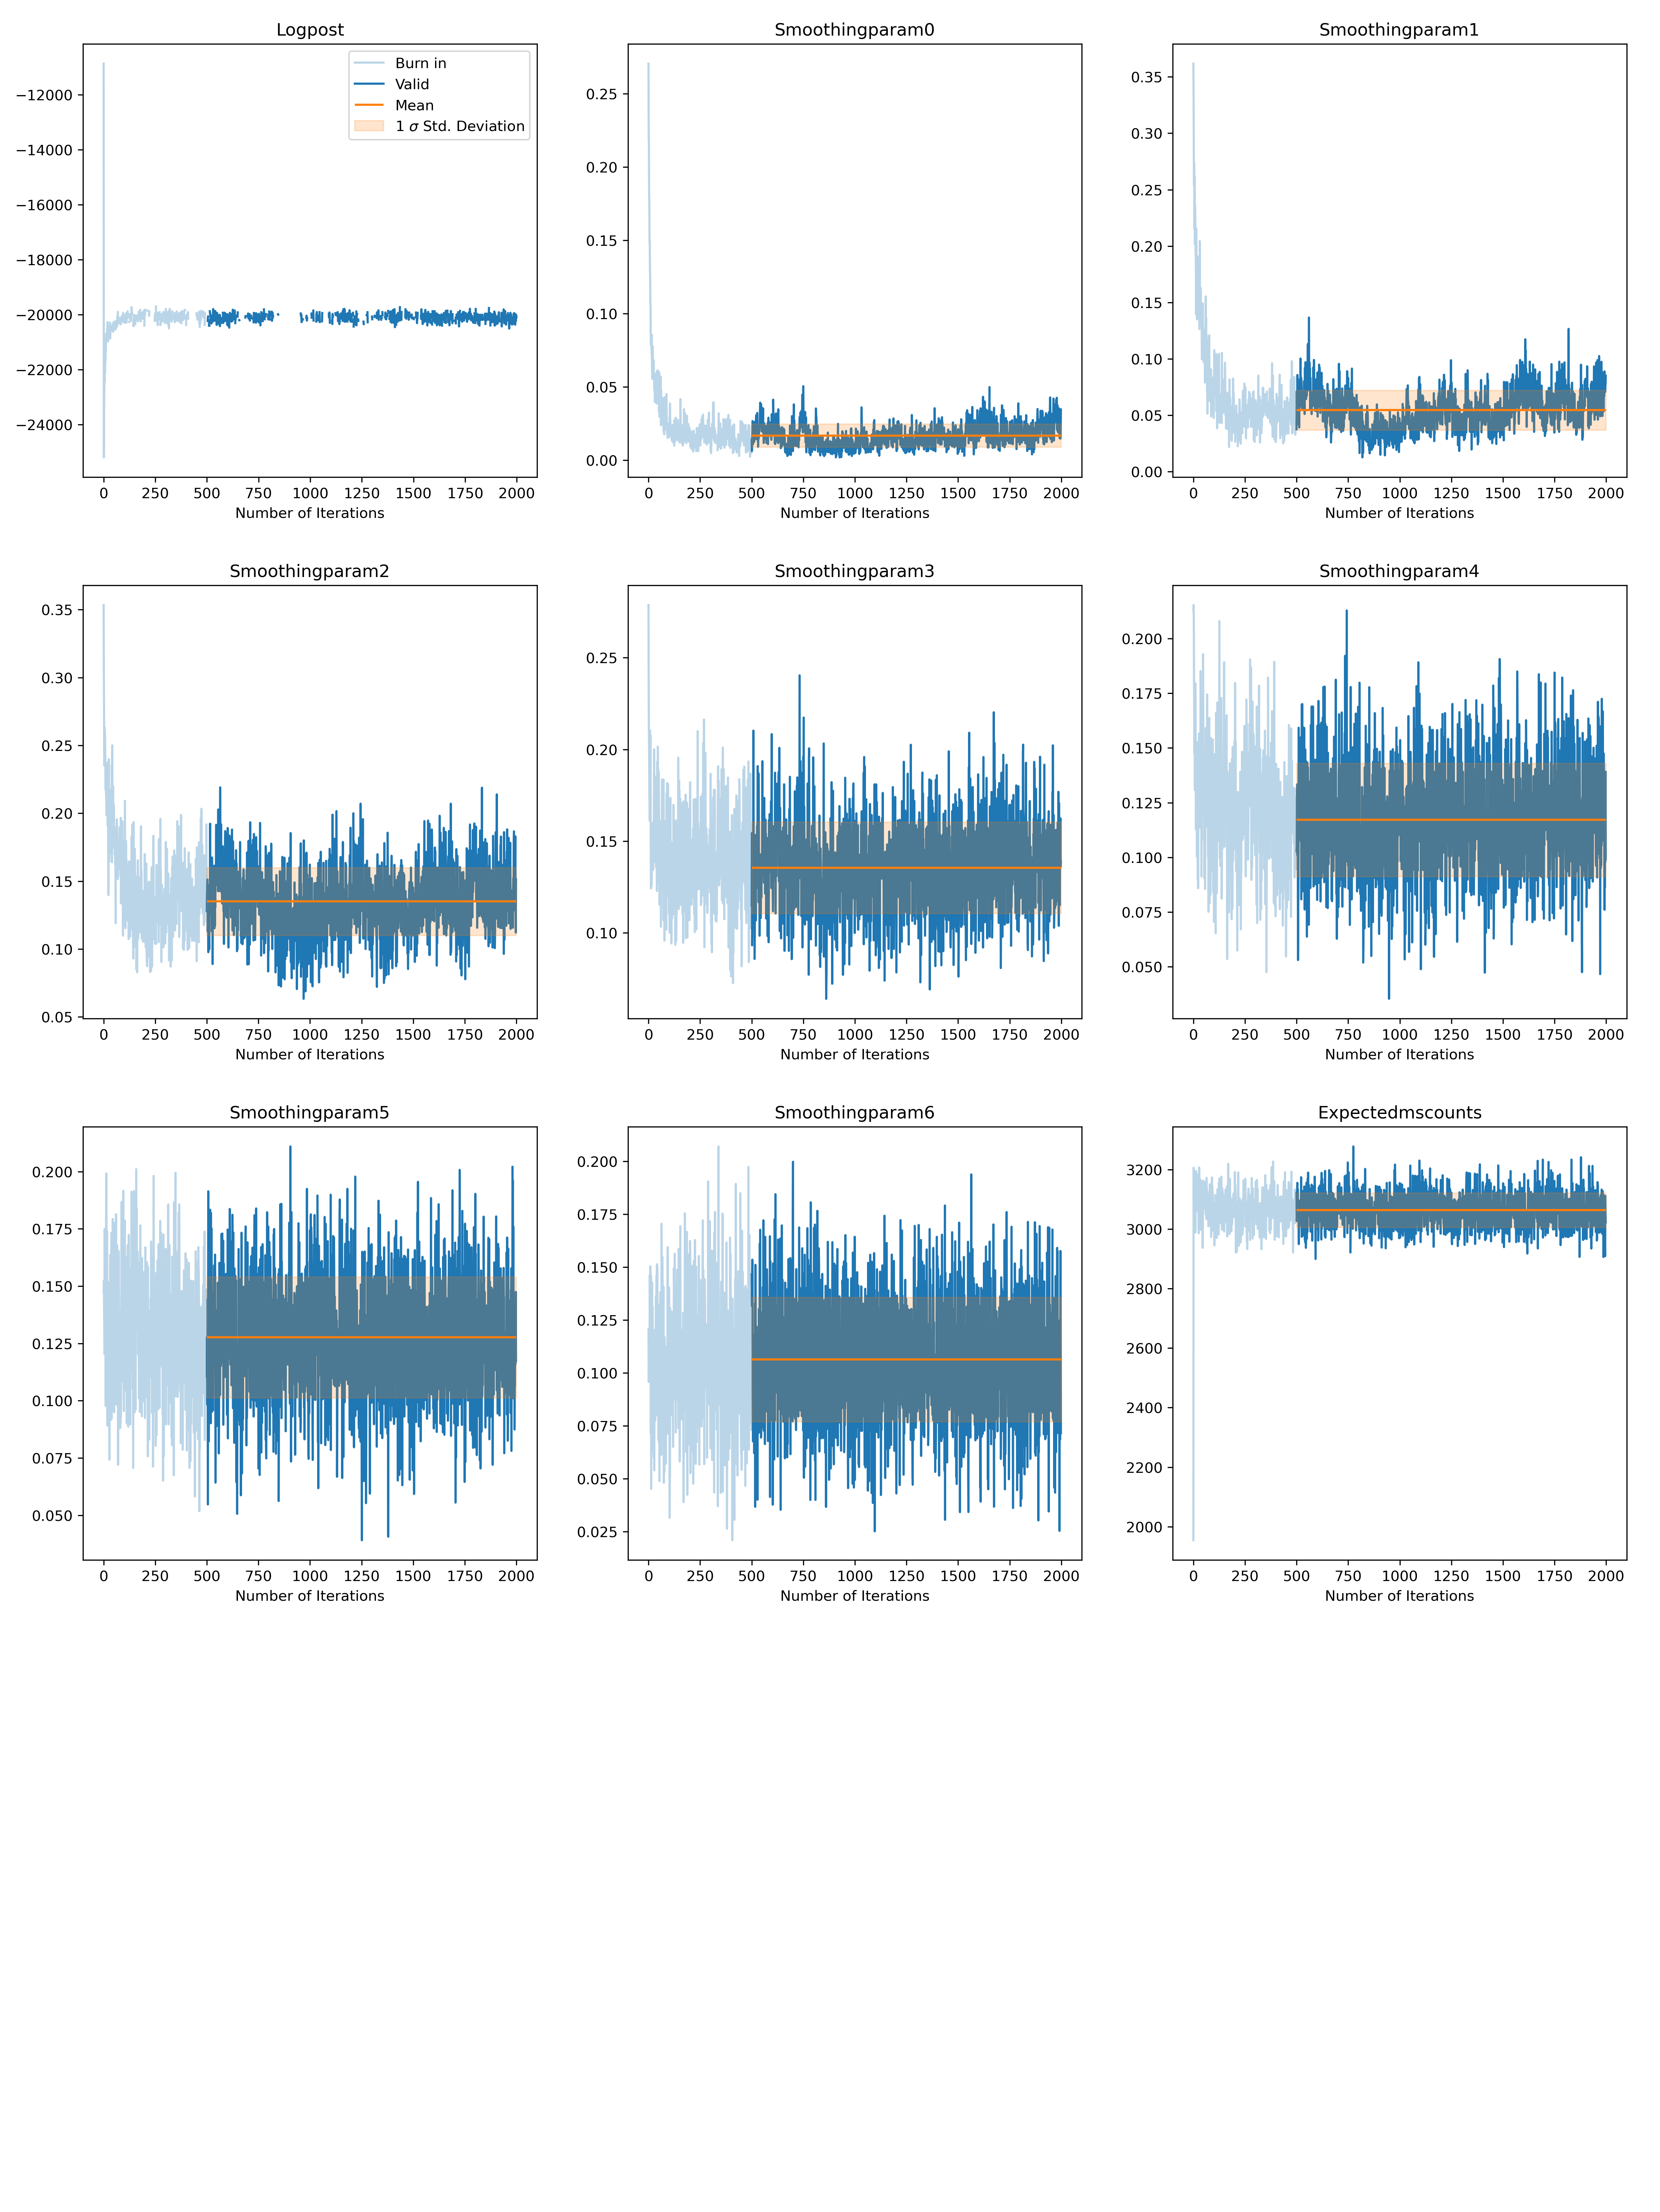 Logpost
Burn in
Valid
Mean
1 σ Std. Deviation
−12000
−14000
−16000
−18000
−20000
−22000
−24000
0 250 500 750 1000 1250 1500 1750 2000
Number of Iterations
Smoothingparam0
0.25
0.20
0.15
0.10
0.05
0.00
0 250 500 750 1000 1250 1500 1750 2000
Number of Iterations
Smoothingparam1
0.35
0.30
0.25
0.20
0.15
0.10
0.05
0.00
0 250 500 750 1000 1250 1500 1750 2000
Number of Iterations
Smoothingparam2
0.35
0.30
0.25
0.20
0.15
0.10
0.05
0 250 500 750 1000 1250 1500 1750 2000
Number of Iterations
Smoothingparam3
0.25
0.20
0.15
0.10
0 250 500 750 1000 1250 1500 1750 2000
Number of Iterations
Smoothingparam4
0.200
0.175
0.150
0.125
0.100
0.075
0.050
0 250 500 750 1000 1250 1500 1750 2000
Number of Iterations
Smoothingparam5
0.200
0.175
0.150
0.125
0.100
0.075
0.050
0 250 500 750 1000 1250 1500 1750 2000
Number of Iterations
Smoothingparam6
0.200
0.175
0.150
0.125
0.100
0.075
0.050
0.025
0 250 500 750 1000 1250 1500 1750 2000
Number of Iterations
Expectedmscounts
3200
3000
2800
2600
2400
2200
2000
0 250 500 750 1000 1250 1500 1750 2000
Number of Iterations